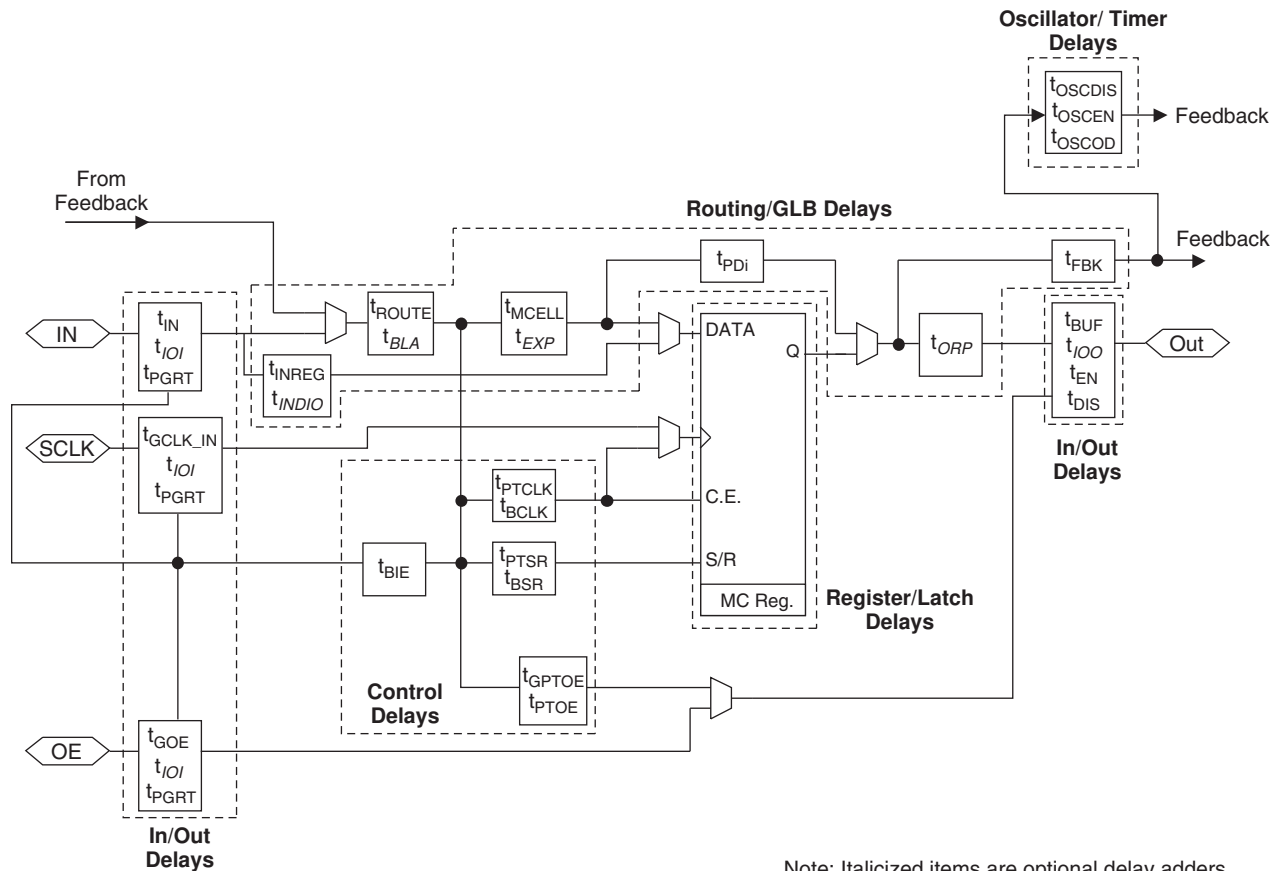 Oscillator/ Timer
Delays
tOSCDIS
tOSCEN
tOSCOD
Feedback
From
Feedback
Routing/GLB Delays
Feedback
tPDi
tFBK
IN
tIN
tIOI
tPGRT
tROUTE
tBLA
tMCELL
tEXP
DATA
Q
tORP
tBUF
tIOO
tEN
tDIS
Out
tINREG
tINDIO
SCLK
tGCLK_IN
tIOI
tPGRT
In/Out
Delays
tPTCLK
tBCLK
C.E.
tBIE
tPTSR
tBSR
S/R
MC Reg.
Register/Latch
Delays
Control
Delays
tGPTOE
tPTOE
OE
tGOE
tIOI
tPGRT
In/Out
Delays
Note: Italicized items are optional delay adders